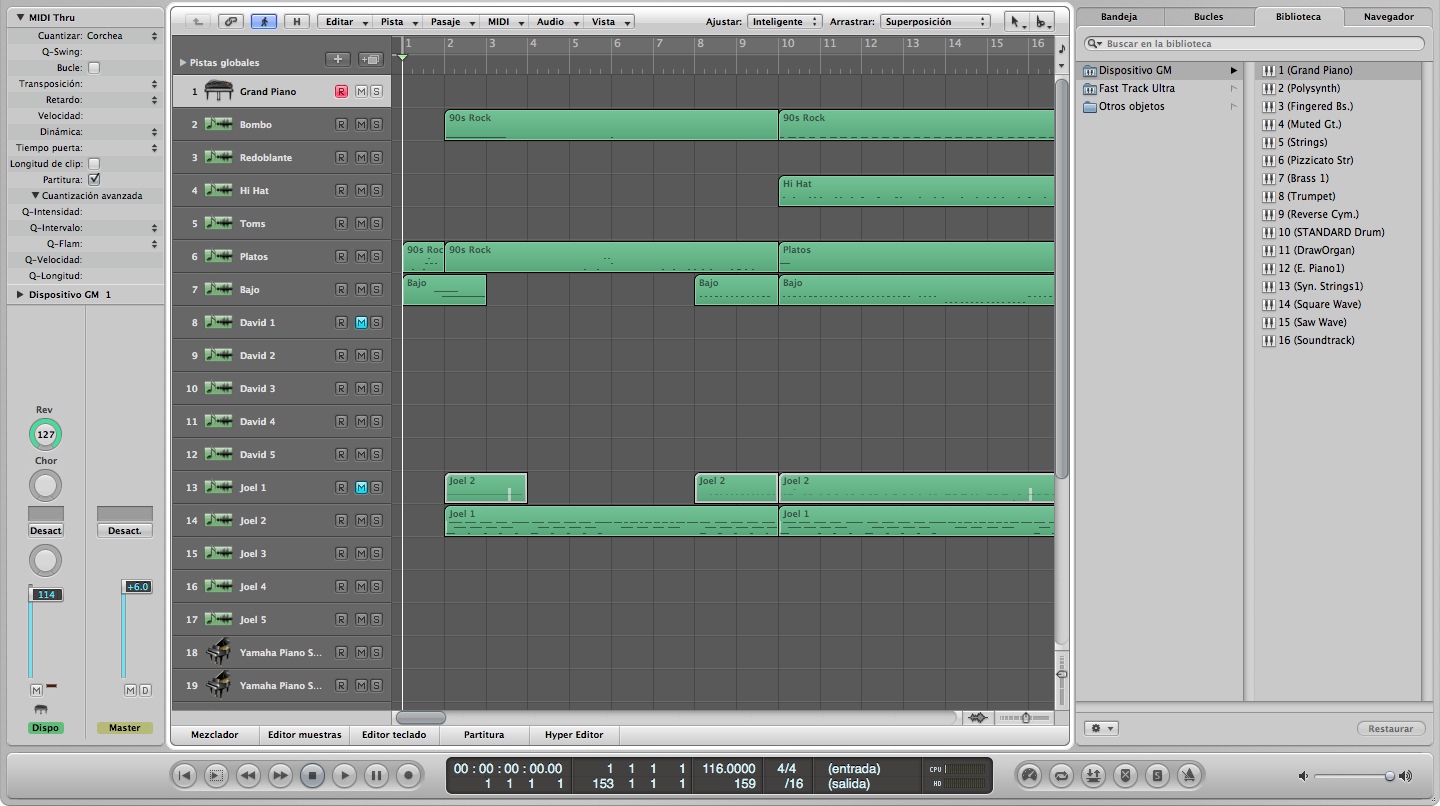 MIDI Thru
Cuantizar: Corchea
Q-Swing:
Bucle:
Transposición:
Retardo:
Velocidad:
Dinámica:
Tiempo puerta:
Longitud de clip:
Partitura:
Cuantización avanzada
Q-Intensidad:
Q-Intervalo:
Q-Flam:
Q-Velocidad:
Q-Longitud:
Dispositivo GM 1
Rev
127
Chor
Desact
Desact.
114
+6.0
M
M D
Dispo
Master
H
Editar
Pista
Pasaje
MIDI
Audio
Vista
Ajustar: Inteligente
Arrastrar: Superposición
Pistas globales
1 2 3 4 5 6 7 8 9 10 11 12 13 14 15 16
1 Grand Piano R M S
2 Bombo R M S
90s Rock 90s Rock
3 Redoblante R M S
4 Hi Hat R M S
Hi Hat
5 Toms R M S
6 Platos R M S
90s Roc 90s Rock Platos
7 Bajo R M S
Bajo Bajo Bajo
8 David 1 R M S
9 David 2 R M S
10 David 3 R M S
11 David 4 R M S
12 David 5 R M S
13 Joel 1 R M S
Joel 2 Joel 2 Joel 2
14 Joel 2 R M S
Joel 1 Joel 1
15 Joel 3 R M S
16 Joel 4 R M S
17 Joel 5 R M S
18 Yamaha Piano S... R M S
19 Yamaha Piano S... R M S
Mezclador
Editor muestras
Editor teclado
Partitura
Hyper Editor
Bandeja
Bucles
Biblioteca
Navegador
Buscar en la biblioteca
Dispositivo GM
Fast Track Ultra
Otros objetos
1 (Grand Piano)
2 (Polysynth)
3 (Fingered Bs.)
4 (Muted Gt.)
5 (Strings)
6 (Pizzicato Str)
7 (Brass 1)
8 (Trumpet)
9 (Reverse Cym.)
10 (STANDARD Drum)
11 (DrawOrgan)
12 (E. Piano1)
13 (Syn. Strings1)
14 (Square Wave)
15 (Saw Wave)
16 (Soundtrack)
Restaurar
00 : 00 : 00 : 00.00 1 1 1 1 116.0000 4/4 (entrada) CPU
1 1 1 1 153 1 1 1 159 /16 (salida) HD
S